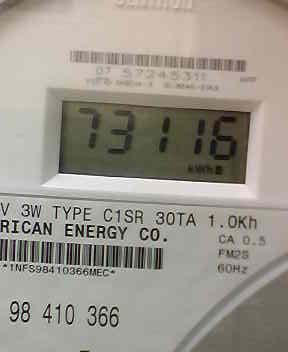 07 57245311
73116
kWh
V 3W TYPE C1SR 30TA 1.0Kh
RICAN ENERGY CO.
CA 0.5
FM2S
60Hz
*1NFS98410366MEC*
98 410 366